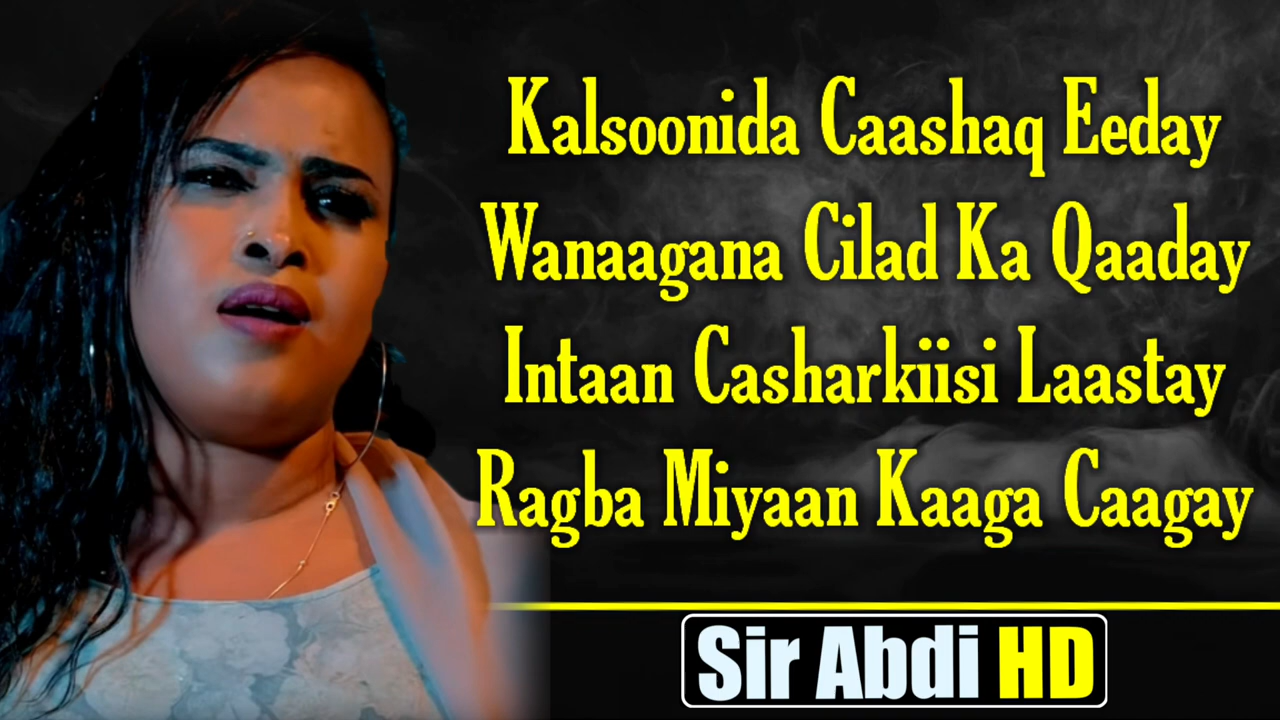 Kalsoonida Caashaq Eeday
Wanaagana Cilad Ka Qaaday
Intaan Casharkiisi Laastay
Ragba Miyaan Kaaga Caagay
Sir Abdi HD